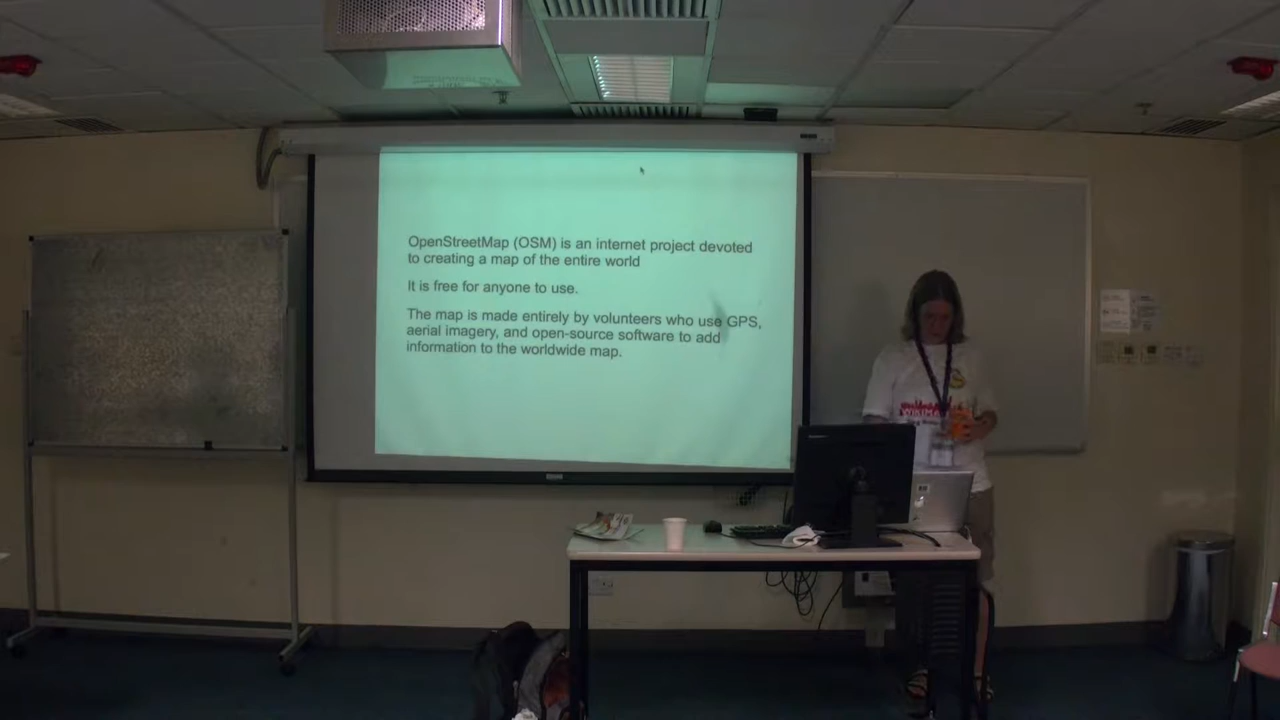 OpenStreetMap (OSM) is an internet project devoted
to creating a map of the entire world
It is free for anyone to use.
The map is made entirely by volunteers who use GPS,
aerial imagery, and open-source software to add
information to the worldwide map.